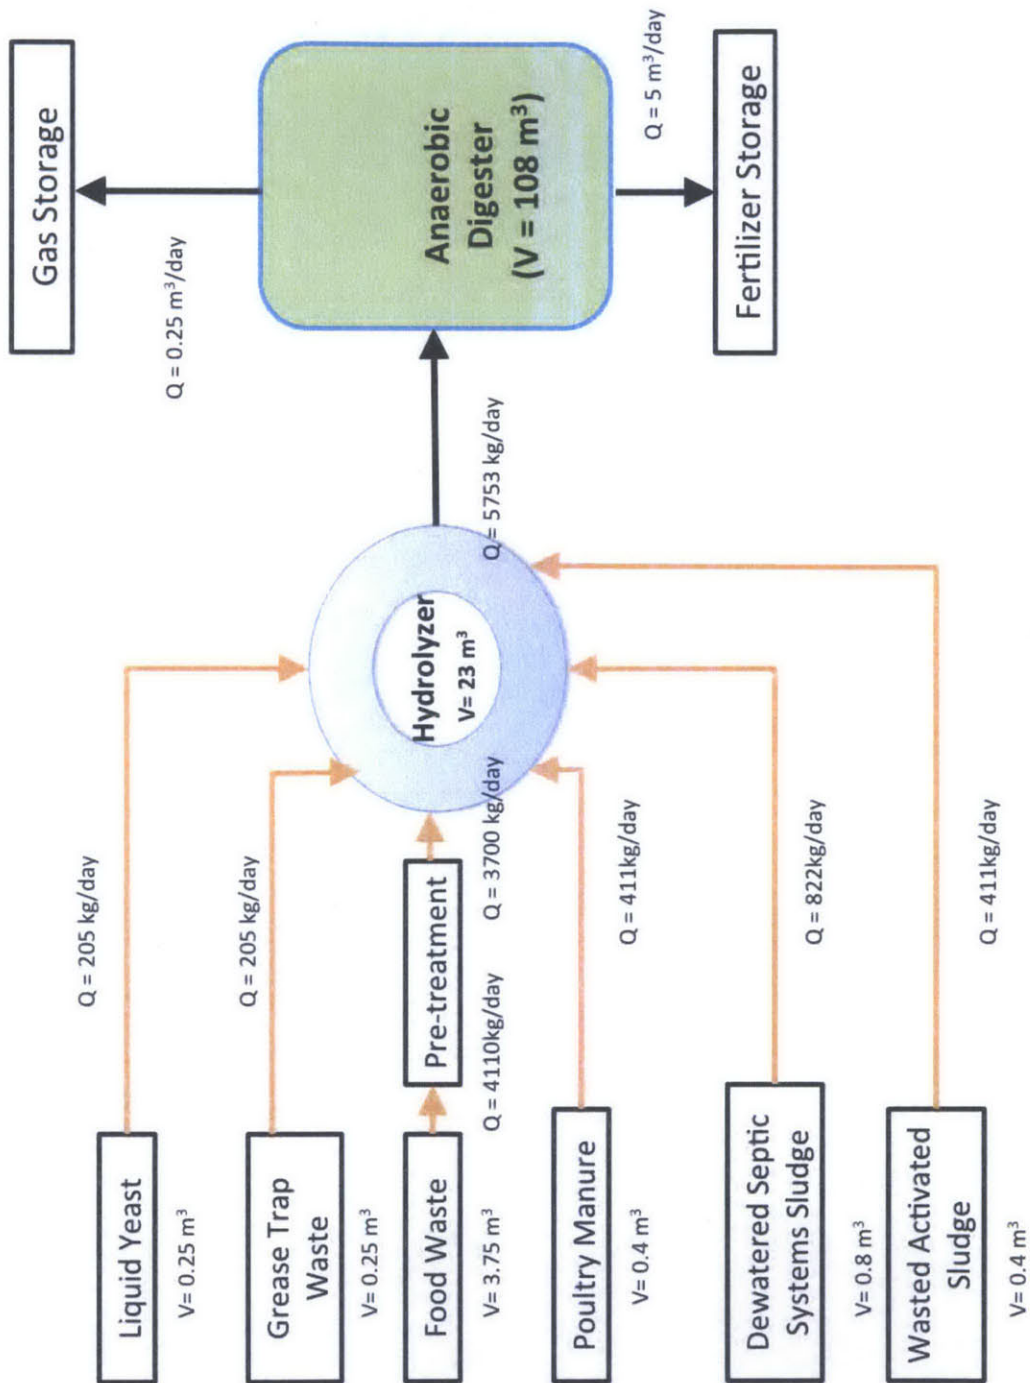 Liquid Yeast
V= 0.25 m³
Q = 205 kg/day
Grease Trap
Waste
V= 0.25 m³
Q = 205 kg/day
Food Waste
V= 3.75 m³
Q = 4110kg/day
Pre-treatment
Q = 3700 kg/day
Poultry Manure
V= 0.4 m³
Q = 411kg/day
Dewatered Septic
Systems Sludge
V= 0.8 m³
Q = 822kg/day
Wasted Activated
Sludge
V= 0.4 m³
Q = 411kg/day
Hydrolyzer
V= 23 m³
Q = 5753 kg/day
Anaerobic
Digester
(V = 108 m³)
Q = 0.25 m³/day
Gas Storage
Q = 5 m³/day
Fertilizer Storage